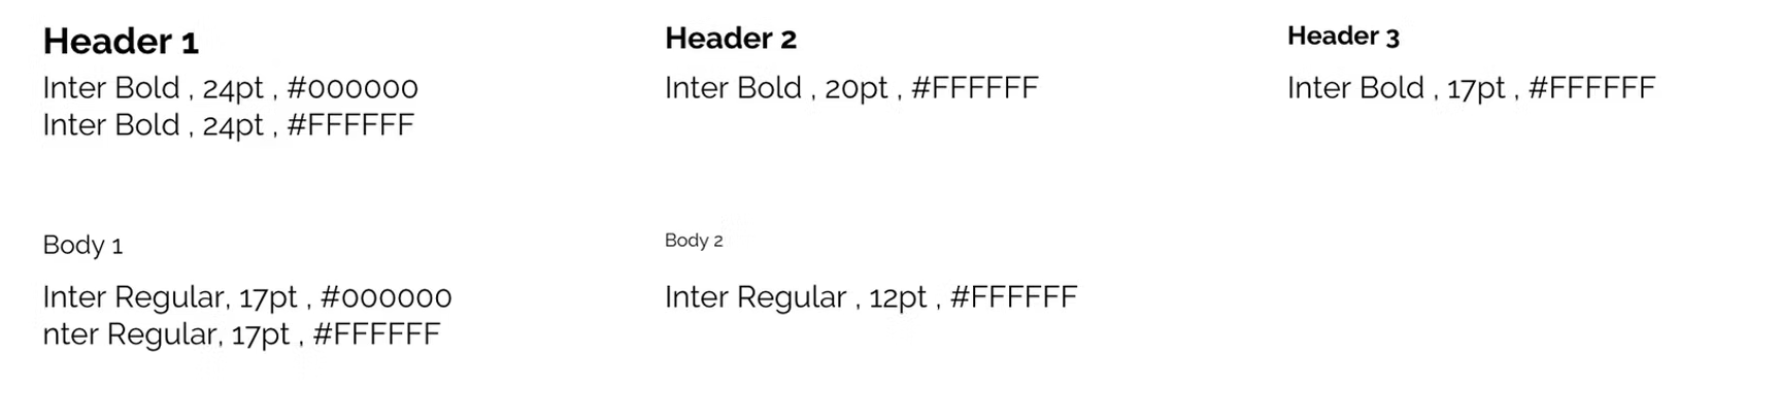 Header 1
Inter Bold , 24pt , #000000
Inter Bold , 24pt , #FFFFFF
Header 2
Inter Bold , 20pt , #FFFFFF
Header 3
Inter Bold , 17pt , #FFFFFF
Body 1
Inter Regular, 17pt , #000000
nter Regular, 17pt , #FFFFFF
Body 2
Inter Regular , 12pt , #FFFFFF